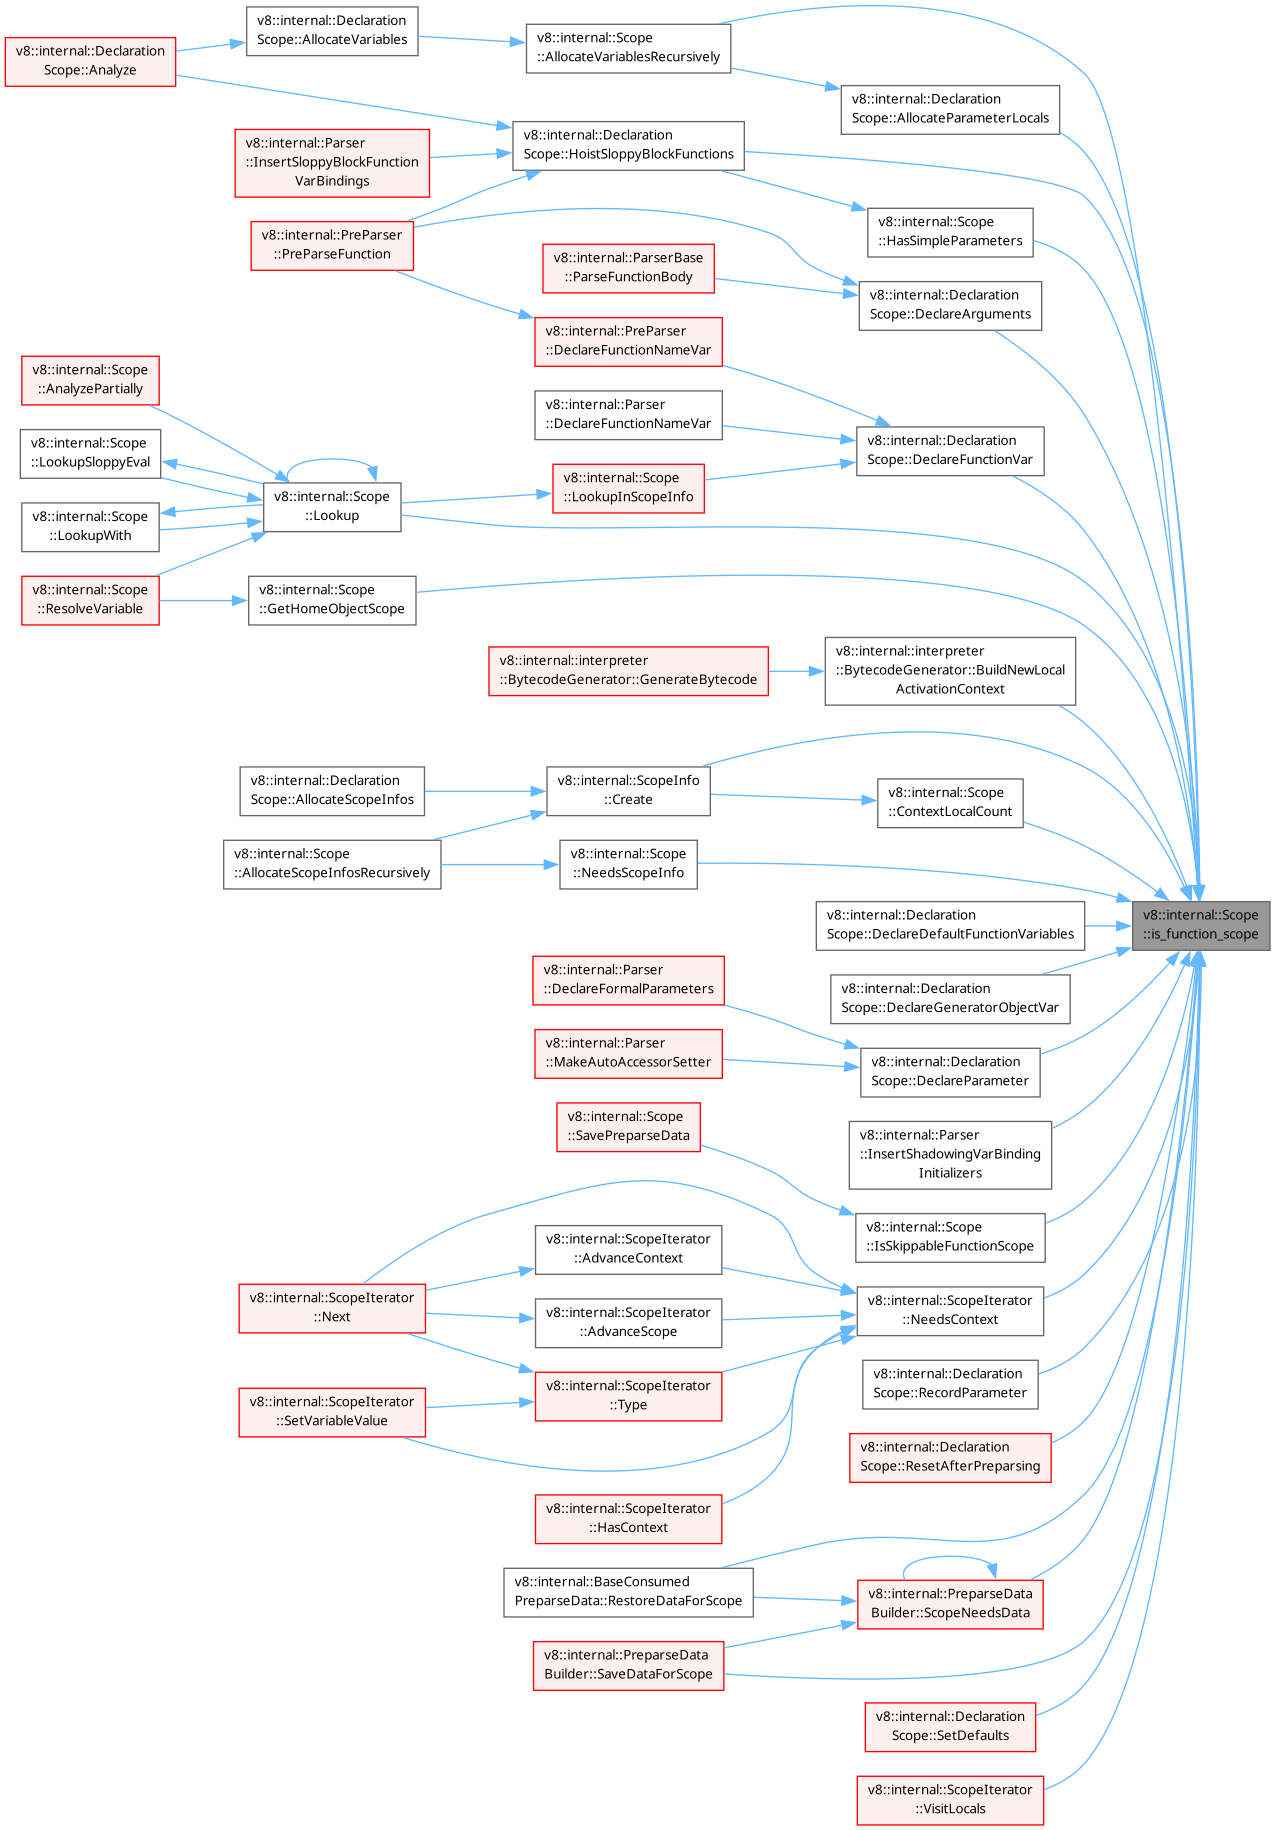 v8::internal::Declaration
Scope::AllocateVariables
v8::internal::Scope
::AllocateVariablesRecursively
v8::internal::Declaration
Scope::Analyze
v8::internal::Declaration
Scope::AllocateParameterLocals
v8::internal::Parser
::InsertSloppyBlockFunction
VarBindings
v8::internal::Declaration
Scope::HoistSloppyBlockFunctions
v8::internal::PreParser
::PreParseFunction
v8::internal::Scope
::HasSimpleParameters
v8::internal::ParserBase
::ParseFunctionBody
v8::internal::Declaration
Scope::DeclareArguments
v8::internal::PreParser
::DeclareFunctionNameVar
v8::internal::Scope
::AnalyzePartially
v8::internal::Parser
::DeclareFunctionNameVar
v8::internal::Scope
::LookupSloppyEval
v8::internal::Declaration
Scope::DeclareFunctionVar
v8::internal::Scope
::Lookup
v8::internal::Scope
::LookupInScopeInfo
v8::internal::Scope
::LookupWith
v8::internal::Scope
::ResolveVariable
v8::internal::Scope
::GetHomeObjectScope
v8::internal::interpreter
::BytecodeGenerator::GenerateBytecode
v8::internal::interpreter
::BytecodeGenerator::BuildNewLocal
ActivationContext
v8::internal::Declaration
Scope::AllocateScopeInfos
v8::internal::ScopeInfo
::Create
v8::internal::Scope
::ContextLocalCount
v8::internal::Scope
::AllocateScopeInfosRecursively
v8::internal::Scope
::NeedsScopeInfo
v8::internal::Declaration
Scope::DeclareDefaultFunctionVariables
v8::internal::Scope
::is_function_scope
v8::internal::Parser
::DeclareFormalParameters
v8::internal::Declaration
Scope::DeclareGeneratorObjectVar
v8::internal::Parser
::MakeAutoAccessorSetter
v8::internal::Declaration
Scope::DeclareParameter
v8::internal::Scope
::SavePreparseData
v8::internal::Parser
::InsertShadowingVarBinding
Initializers
v8::internal::Scope
::IsSkippableFunctionScope
v8::internal::ScopeIterator
::AdvanceContext
v8::internal::ScopeIterator
::Next
v8::internal::ScopeIterator
::AdvanceScope
v8::internal::ScopeIterator
::NeedsContext
v8::internal::ScopeIterator
::SetVariableValue
v8::internal::ScopeIterator
::Type
v8::internal::Declaration
Scope::RecordParameter
v8::internal::Declaration
Scope::ResetAfterPreparsing
v8::internal::ScopeIterator
::HasContext
v8::internal::BaseConsumed
PreparseData::RestoreDataForScope
v8::internal::PreparseData
Builder::ScopeNeedsData
v8::internal::PreparseData
Builder::SaveDataForScope
v8::internal::Declaration
Scope::SetDefaults
v8::internal::ScopeIterator
::VisitLocals